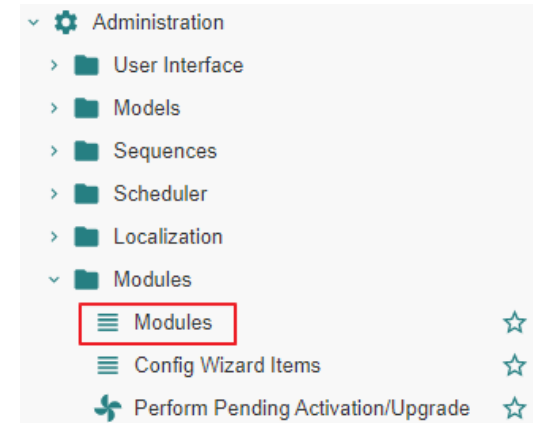 Administration
User Interface
Models
Sequences
Scheduler
Localization
Modules
Modules
Config Wizard Items
Perform Pending Activation/Upgrade